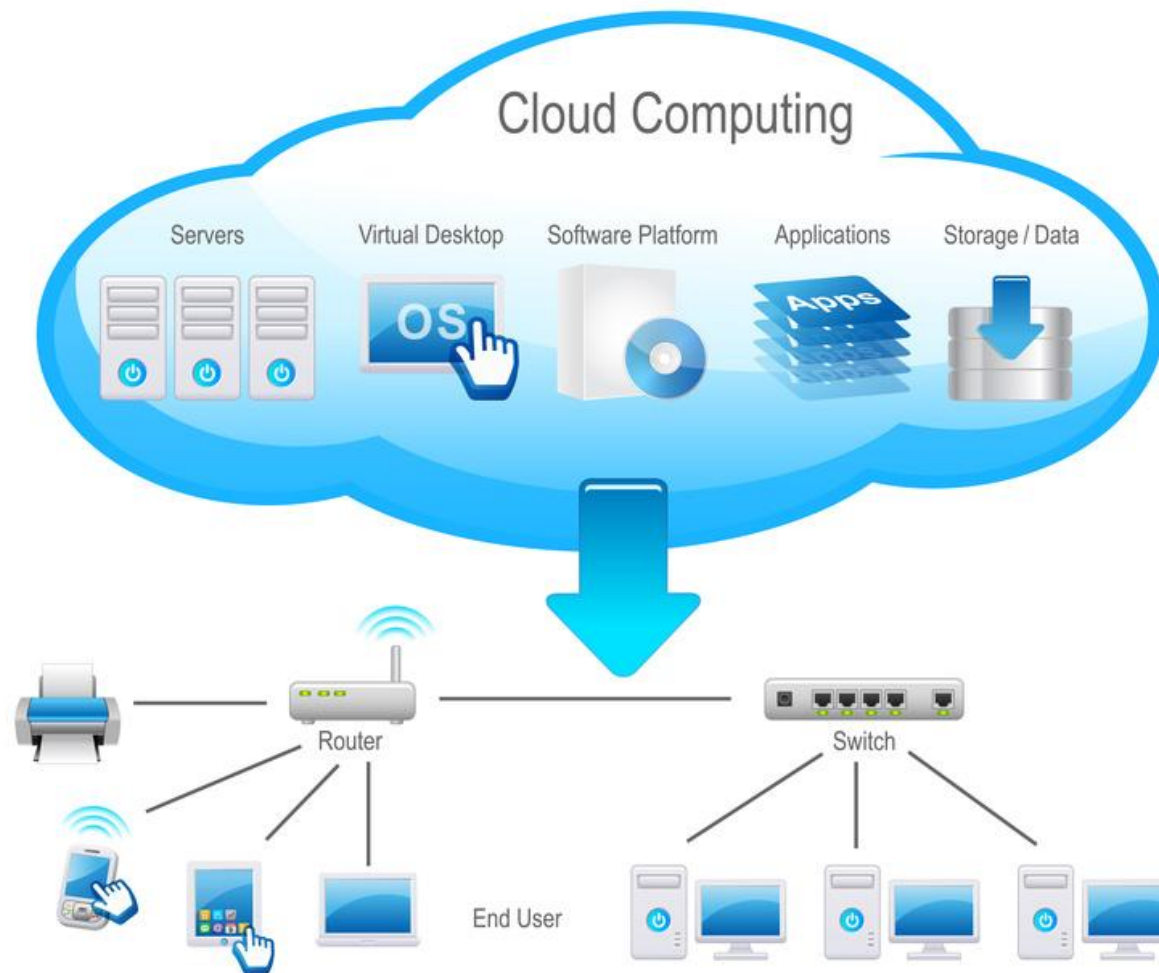 Cloud Computing
Servers
Virtual Desktop
Software Platform
Applications
Storage / Data
OS
Apps
Router
Switch
End User